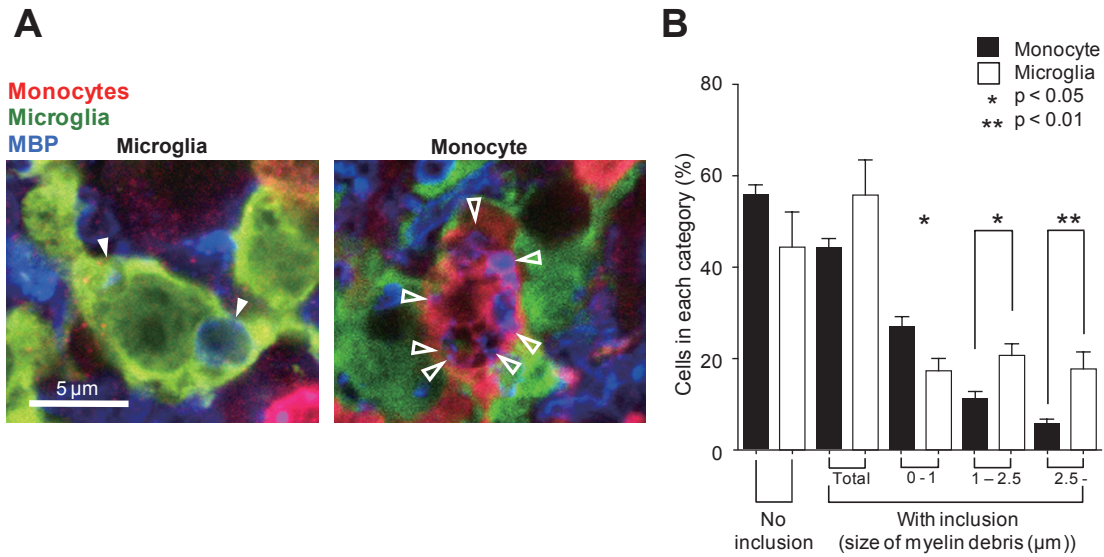 A
Monocytes
Microglia
MBP
Microglia
Monocyte
5 µm
B
Monocyte
Microglia
* p < 0.05
** p < 0.01
Cells in each category (%)
80
60
40
20
0
*
*
**
Total
0 - 1
1 – 2.5
2.5 -
No
inclusion
With inclusion
(size of myelin debris (µm))